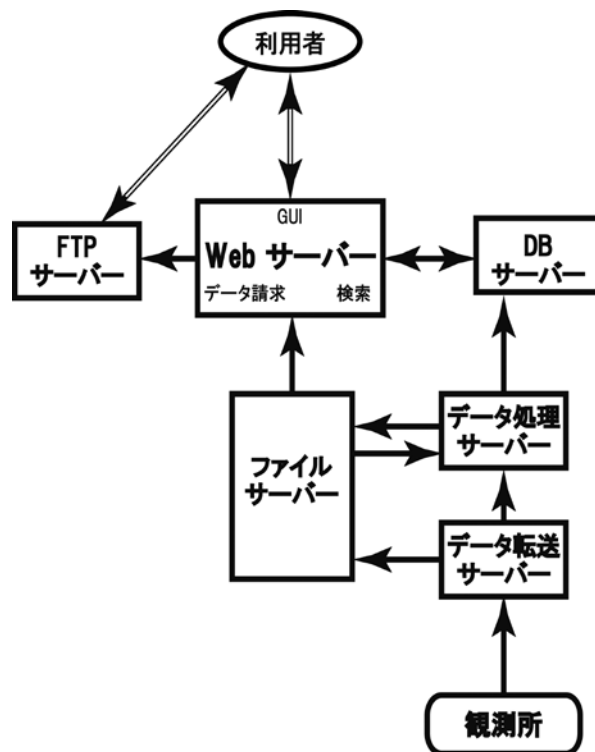 利用者
GUI
Web サーバー
データ請求 検索
FTP
サーバー
DB
サーバー
ファイル
サーバー
データ処理
サーバー
データ転送
サーバー
観測所